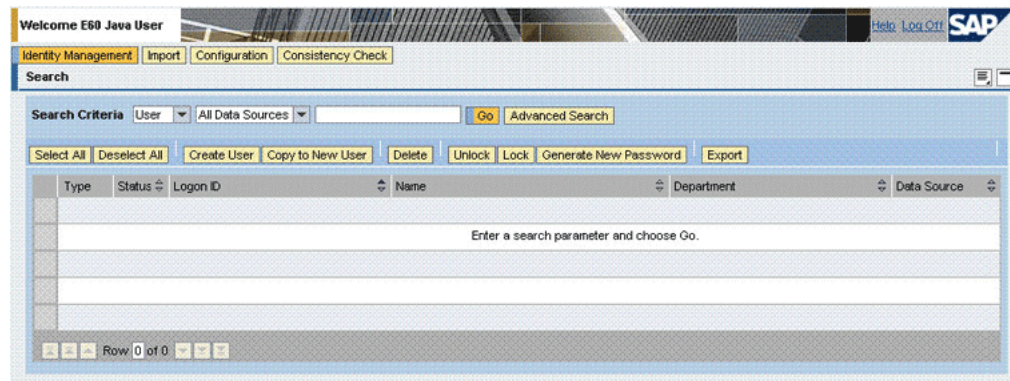 Welcome E60 Java User Help Log Off SAP
Identity Management Import Configuration Consistency Check
Search
Search Criteria User All Data Sources Go Advanced Search
Select All Deselect All Create User Copy to New User Delete Unlock Lock Generate New Password Export
Type Status Logon ID Name Department Data Source
Enter a search parameter and choose Go.
Row 0 of 0